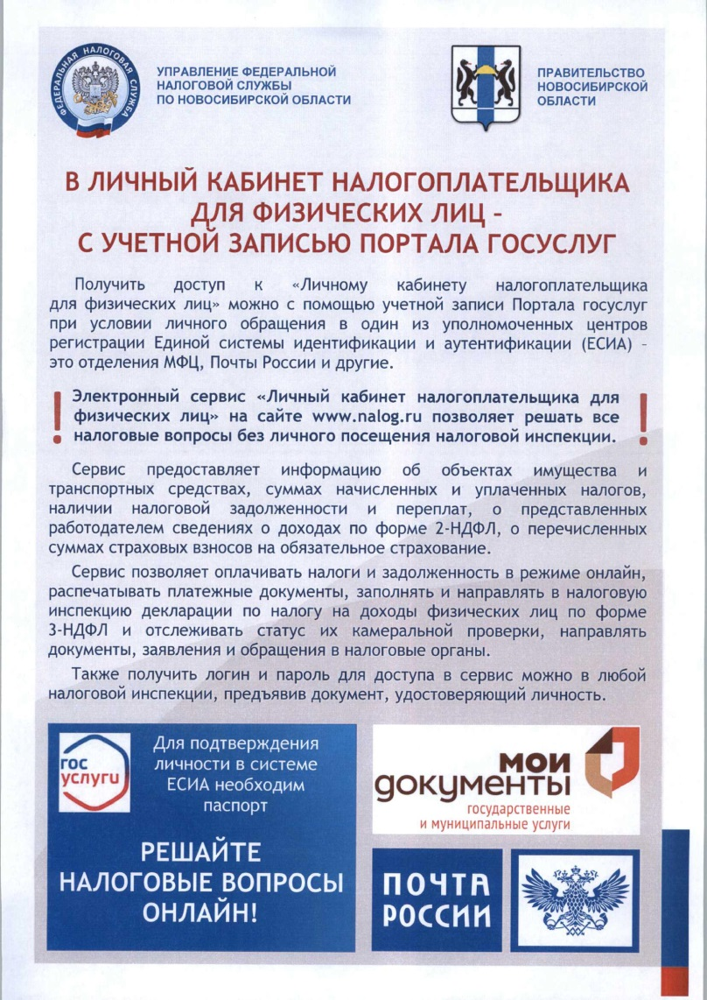 ФЕДЕРАЛЬНАЯ НАЛОГОВАЯ СЛУЖБА
УПРАВЛЕНИЕ ФЕДЕРАЛЬНОЙ
НАЛОГОВОЙ СЛУЖБЫ
ПО НОВОСИБИРСКОЙ ОБЛАСТИ
ПРАВИТЕЛЬСТВО
НОВОСИБИРСКОЙ
ОБЛАСТИ
В ЛИЧНЫЙ КАБИНЕТ НАЛОГОПЛАТЕЛЬЩИКА
ДЛЯ ФИЗИЧЕСКИХ ЛИЦ –
С УЧЕТНОЙ ЗАПИСЬЮ ПОРТАЛА ГОСУСЛУГ
Получить доступ к «Личному кабинету налогоплательщика
для физических лиц» можно с помощью учетной записи Портала госуслуг
при условии личного обращения в один из уполномоченных центров
регистрации Единой системы идентификации и аутентификации (ЕСИА) –
это отделения МФЦ, Почты России и другие.
! Электронный сервис «Личный кабинет налогоплательщика для
физических лиц» на сайте www.nalog.ru позволяет решать все
налоговые вопросы без личного посещения налоговой инспекции. !
Сервис предоставляет информацию об объектах имущества и
транспортных средствах, суммах начисленных и уплаченных налогов,
наличии налоговой задолженности и переплат, о представленных
работодателем сведениях о доходах по форме 2-НДФЛ, о перечисленных
суммах страховых взносов на обязательное страхование.
Сервис позволяет оплачивать налоги и задолженность в режиме онлайн,
распечатывать платежные документы, заполнять и направлять в налоговую
инспекцию декларации по налогу на доходы физических лиц по форме
3-НДФЛ и отслеживать статус их камеральной проверки, направлять
документы, заявления и обращения в налоговые органы.
Также получить логин и пароль для доступа в сервис можно в любой
налоговой инспекции, предъявив документ, удостоверяющий личность.
гос
услуги
Для подтверждения
личности в системе
ЕСИА необходим
паспорт
РЕШАЙТЕ
НАЛОГОВЫЕ ВОПРОСЫ
ОНЛАЙН!
мои
документы
государственные
и муниципальные услуги
ПОЧТА
РОССИИ